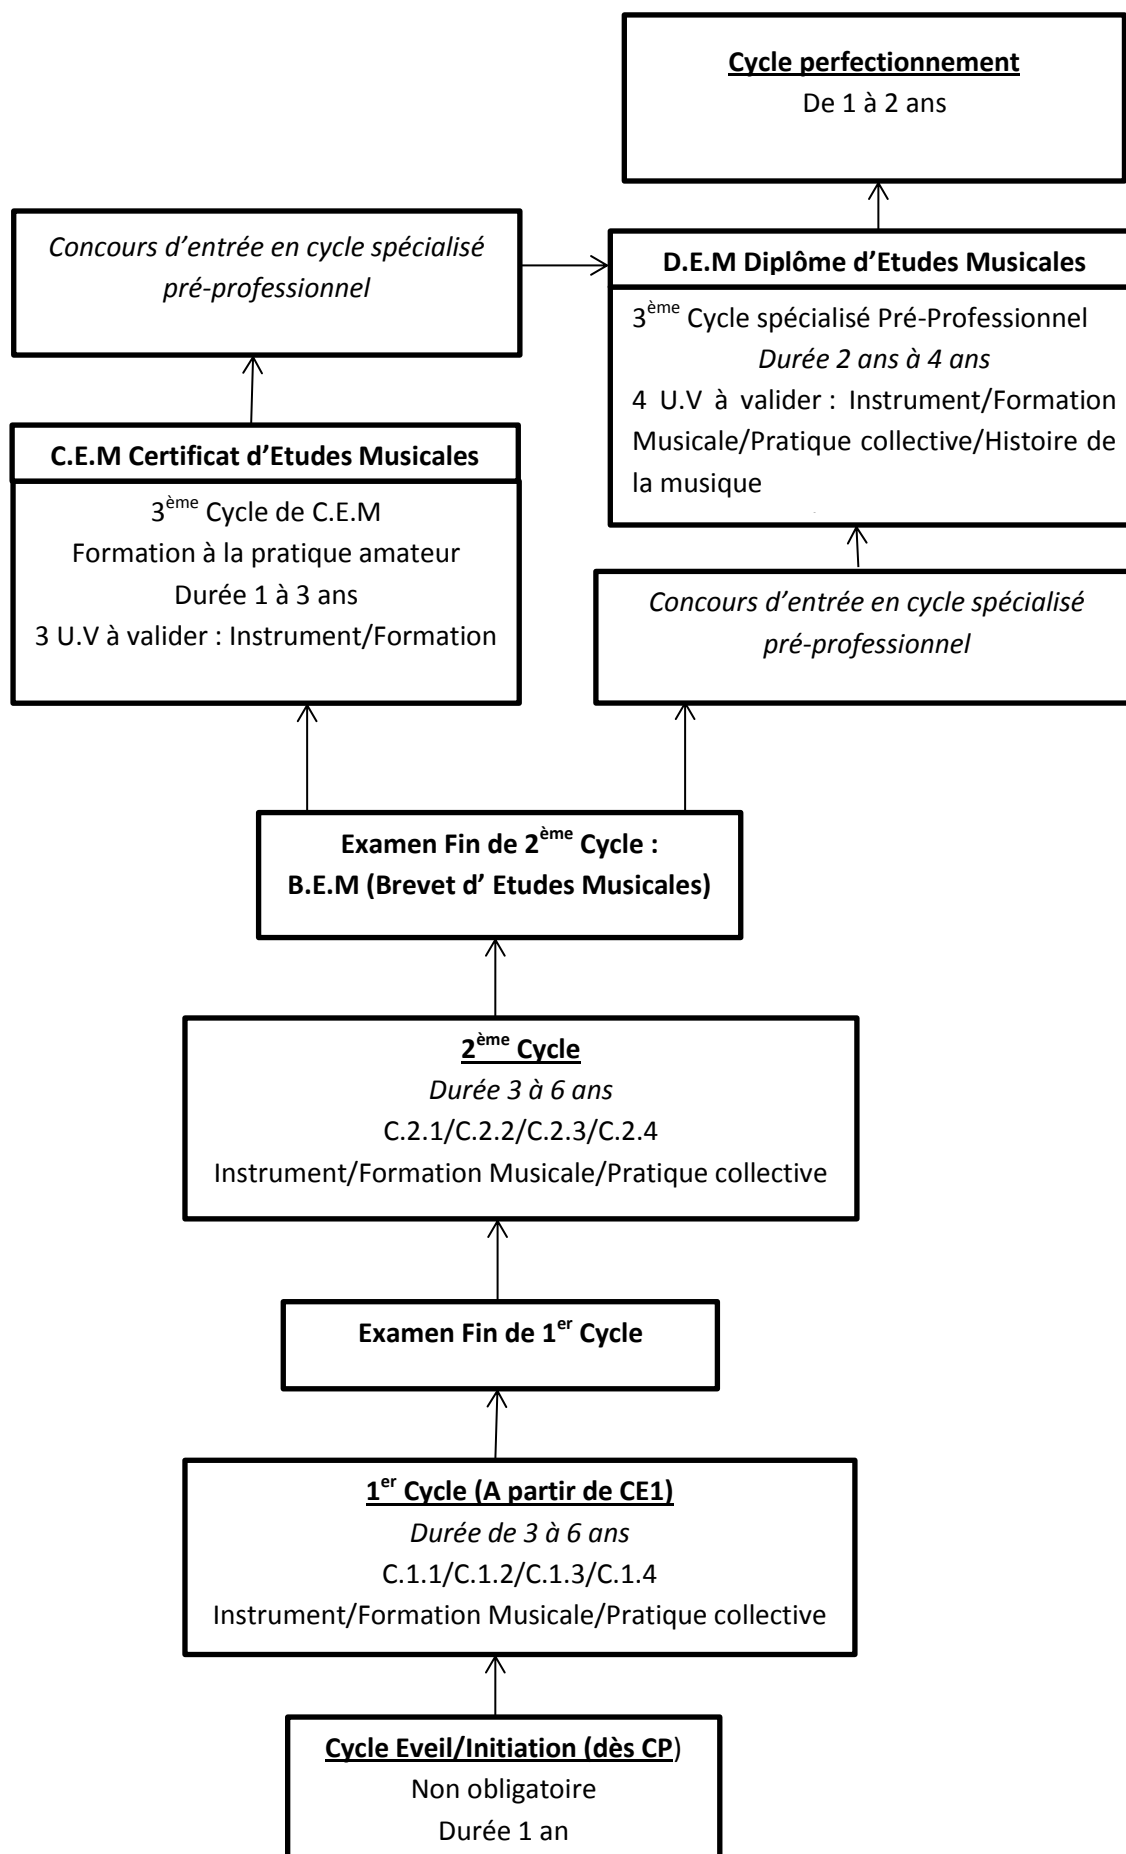 Cycle perfectionnement
De 1 à 2 ans
Concours d’entrée en cycle spécialisé
pré-professionnel
D.E.M Diplôme d’Etudes Musicales
3ème Cycle spécialisé Pré-Professionnel
Durée 2 ans à 4 ans
4 U.V à valider : Instrument/Formation
Musicale/Pratique collective/Histoire de
la musique
C.E.M Certificat d’Etudes Musicales
3ème Cycle de C.E.M
Formation à la pratique amateur
Durée 1 à 3 ans
3 U.V à valider : Instrument/Formation
Concours d’entrée en cycle spécialisé
pré-professionnel
Examen Fin de 2ème Cycle :
B.E.M (Brevet d’ Etudes Musicales)
2ème Cycle
Durée 3 à 6 ans
C.2.1/C.2.2/C.2.3/C.2.4
Instrument/Formation Musicale/Pratique collective
Examen Fin de 1er Cycle
1er Cycle (A partir de CE1)
Durée de 3 à 6 ans
C.1.1/C.1.2/C.1.3/C.1.4
Instrument/Formation Musicale/Pratique collective
Cycle Eveil/Initiation (dès CP)
Non obligatoire
Durée 1 an